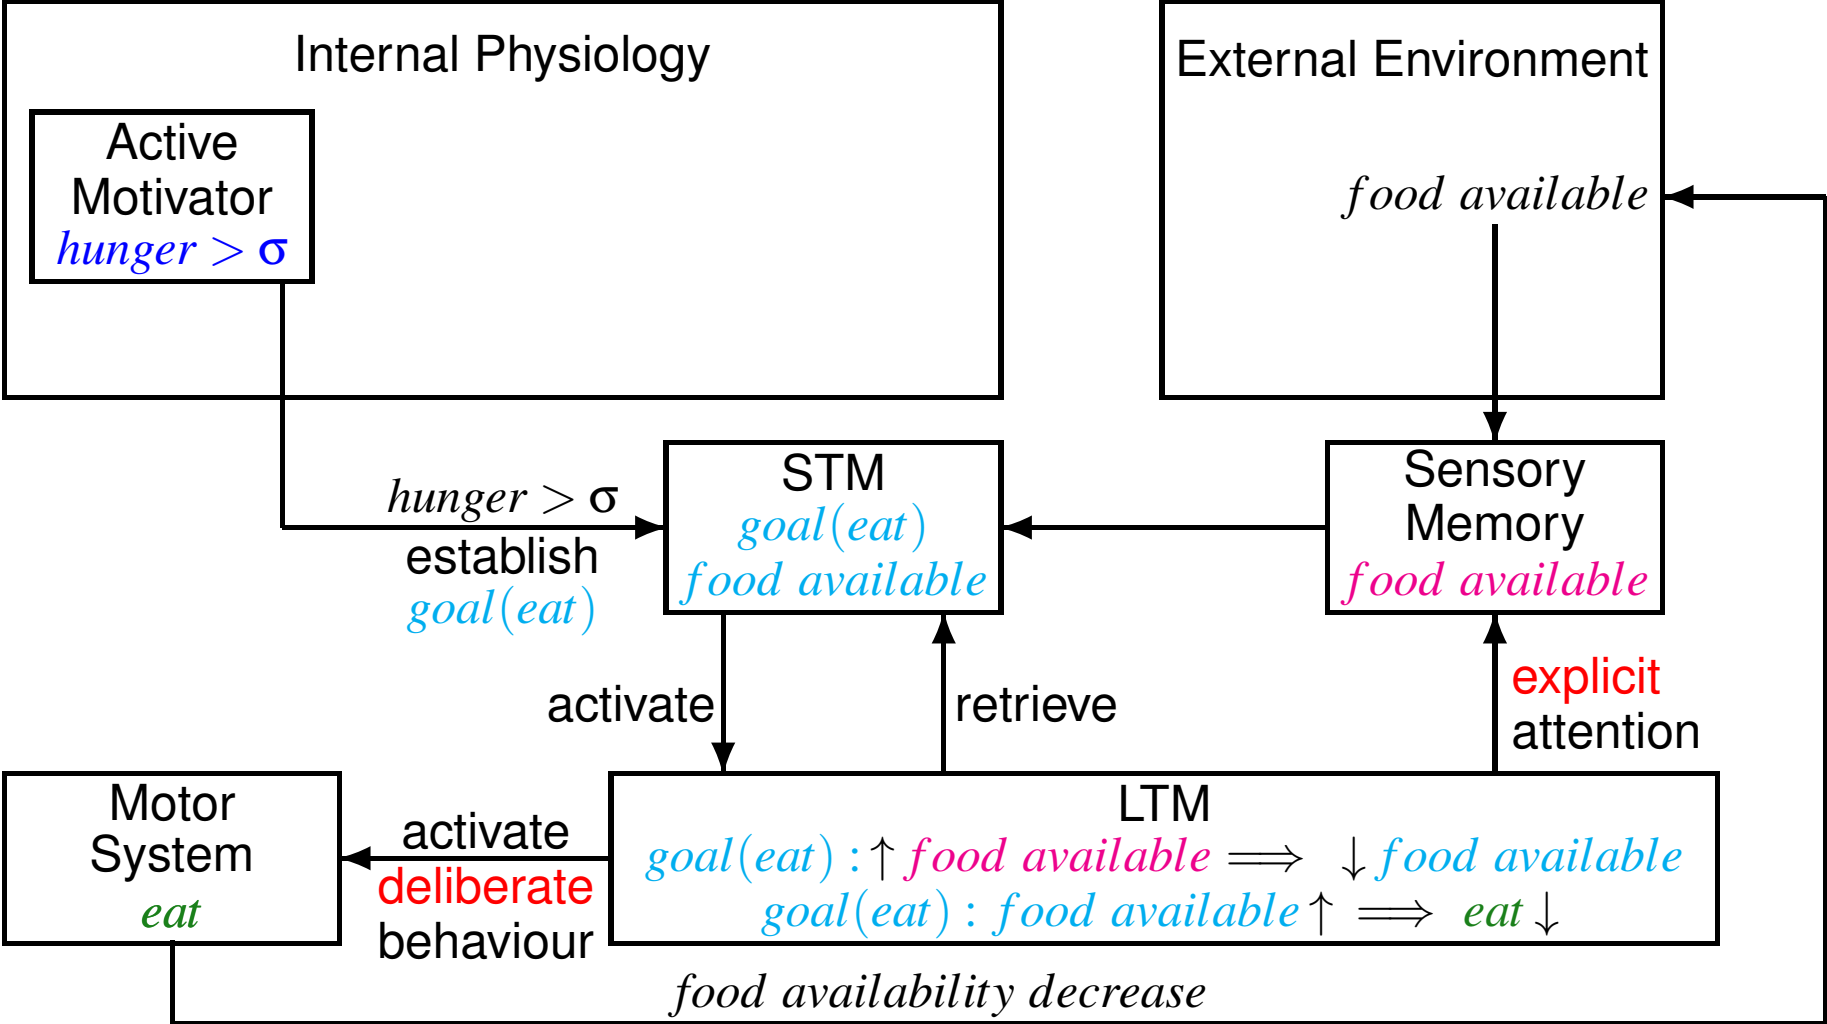 Internal Physiology
External Environment
Active
Motivator
hunger > σ
food available
hunger > σ
establish
goal(eat)
STM
goal(eat)
food available
Sensory
Memory
food available
activate
retrieve
explicit
attention
Motor
System
eat
activate
deliberate
behaviour
LTM
goal(eat) : ↑ food available ⟹ ↓ food available
goal(eat) : food available ↑ ⟹ eat ↓
food availability decrease